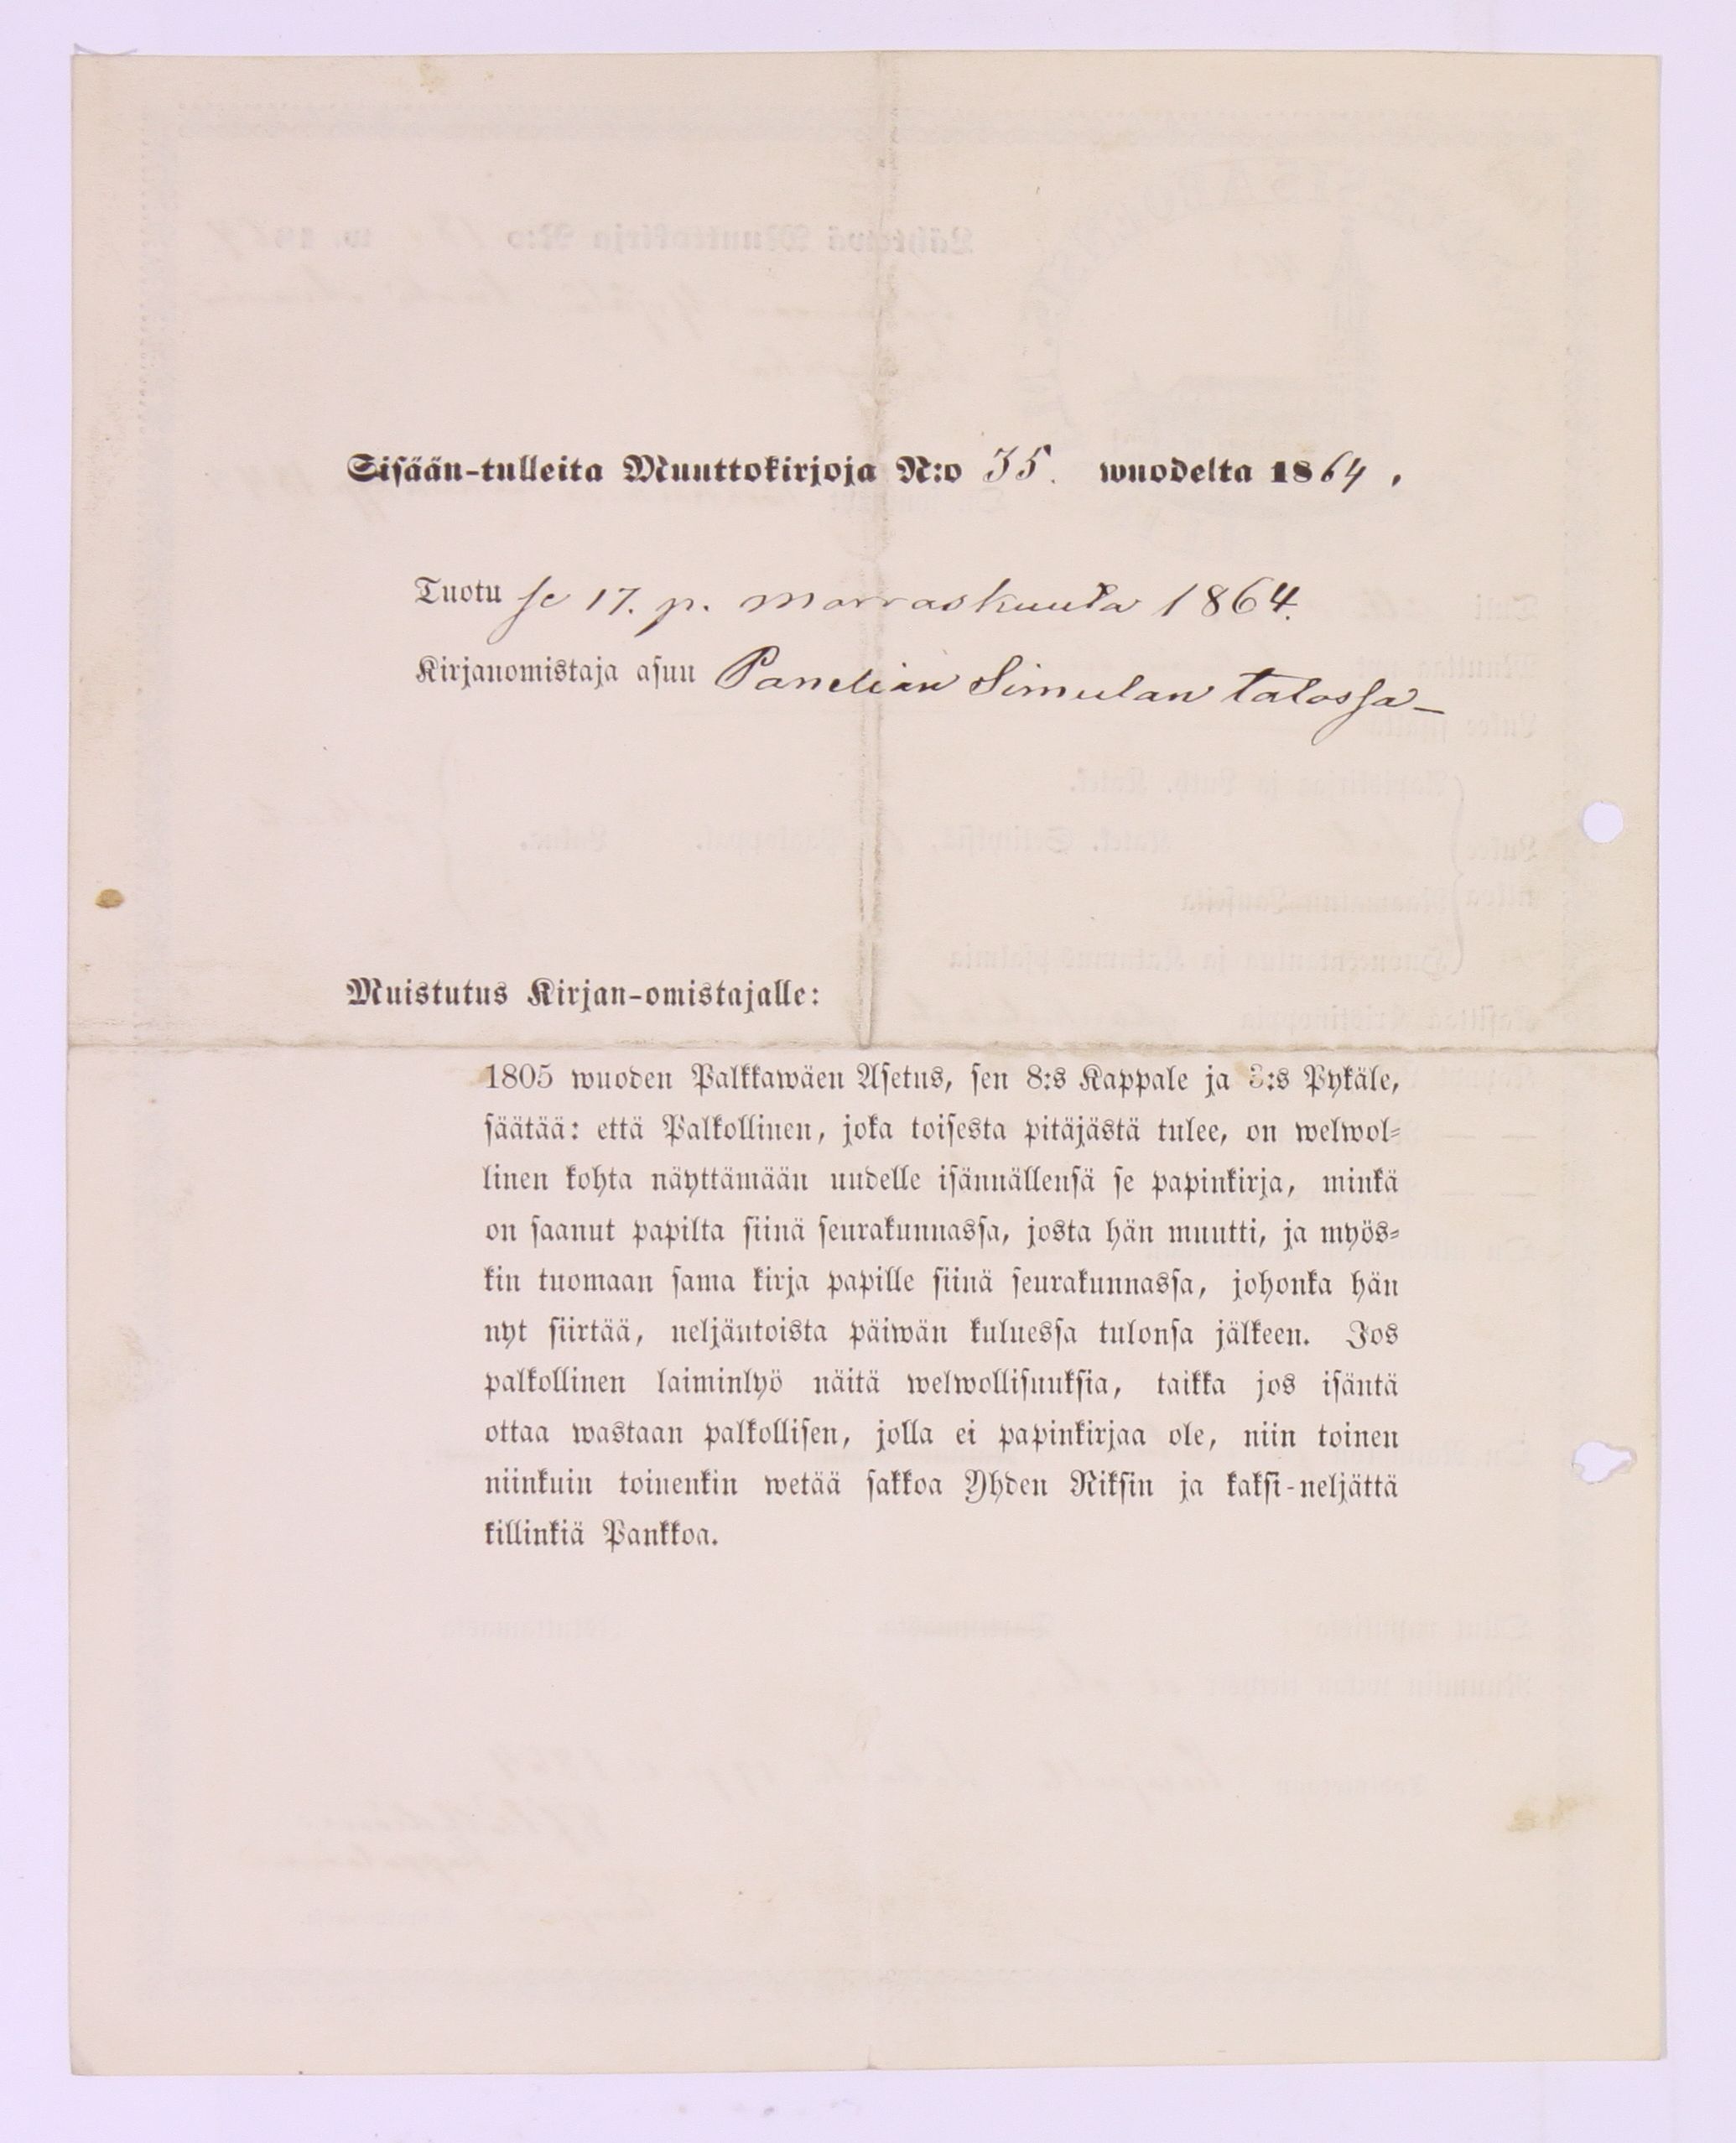 Sisään-tulleita Muuttokirjoja N:o 35. wuodelta 1864.
Tuotu se 17. p. marraskuuta 1864.
Kirjanomistaja asuu Panelian Simulan talossa_
Muistutus Kirjan-omistajalle:
1805 wuoden Palkkawäen Asetus, sen 8:s Kappale ja 3:s Pykäle,
säätää: että Palkollinen, joka toisesta pitäjästä tulee, on welwol-
linen kohta näyttämään uudelle isännällensä se papinkirja, minkä
on saanut papilta siinä seurakunnassa, josta hän muutti, ja myös-
kin tuomaan sama kirja papille siinä seurakunnassa, johonka hän
nyt siirtää, neljäntoista päiwän kuluessa tulonsa jälkeen. Jos
palkollinen laiminlyö näitä welwollisuuksia, taikka jos isäntä
ottaa wastaan palkollisen, jolla ei papinkirjaa ole, niin toinen
niinkuin toinenkin wetää sakkoa Yhden Riksin ja kaksi-neljättä
killinkiä Pankkoa.